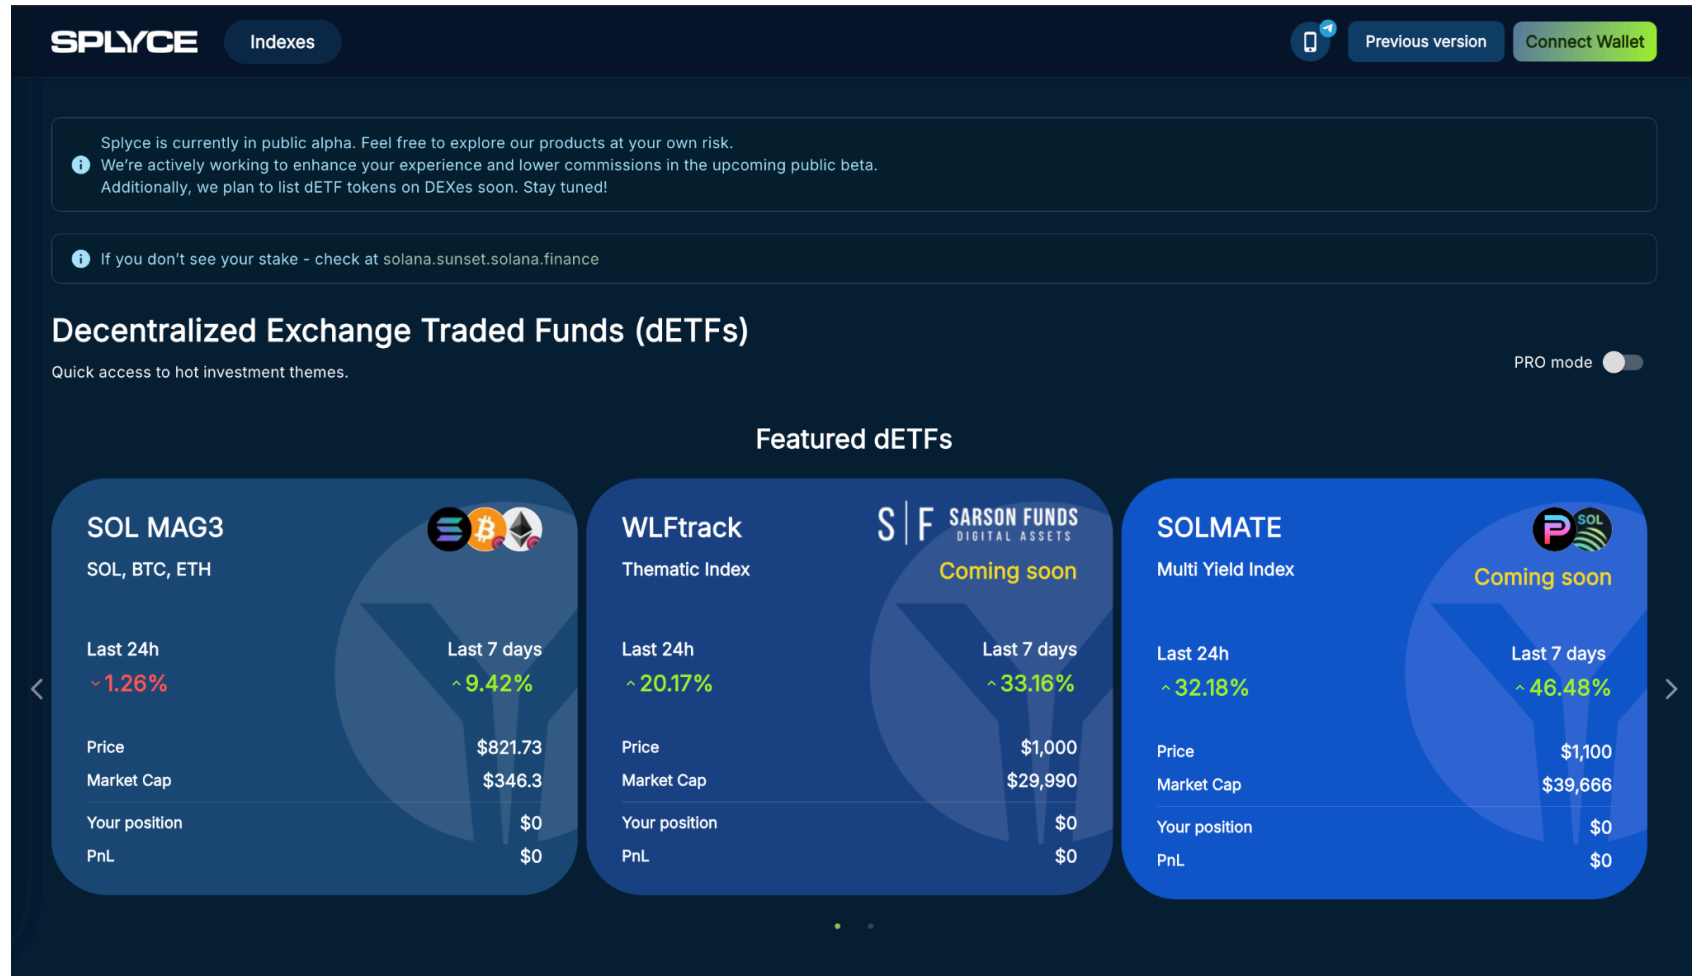 SPLYCE
Indexes
Previous version
Connect Wallet
Splyce is currently in public alpha. Feel free to explore our products at your own risk.
We're actively working to enhance your experience and lower commissions in the upcoming public beta.
Additionally, we plan to list dETF tokens on DEXes soon. Stay tuned!
If you don't see your stake - check at solana.sunset.solana.finance
Decentralized Exchange Traded Funds (dETFs)
Quick access to hot investment themes.
PRO mode
Featured dETFs
SOL MAG3
SOL, BTC, ETH
Last 24h
Last 7 days
1.26%
9.42%
Price
$821.73
Market Cap
$346.3
Your position
$0
PnL
$0
WLFtrack
S|F SARSON FUNDS
DIGITAL ASSETS
Thematic Index
Coming soon
Last 24h
Last 7 days
20.17%
33.16%
Price
$1,000
Market Cap
$29,990
Your position
$0
PnL
$0
SOLMATE
SOL
Multi Yield Index
Coming soon
Last 24h
Last 7 days
32.18%
46.48%
Price
$1,100
Market Cap
$39,666
Your position
$0
PnL
$0